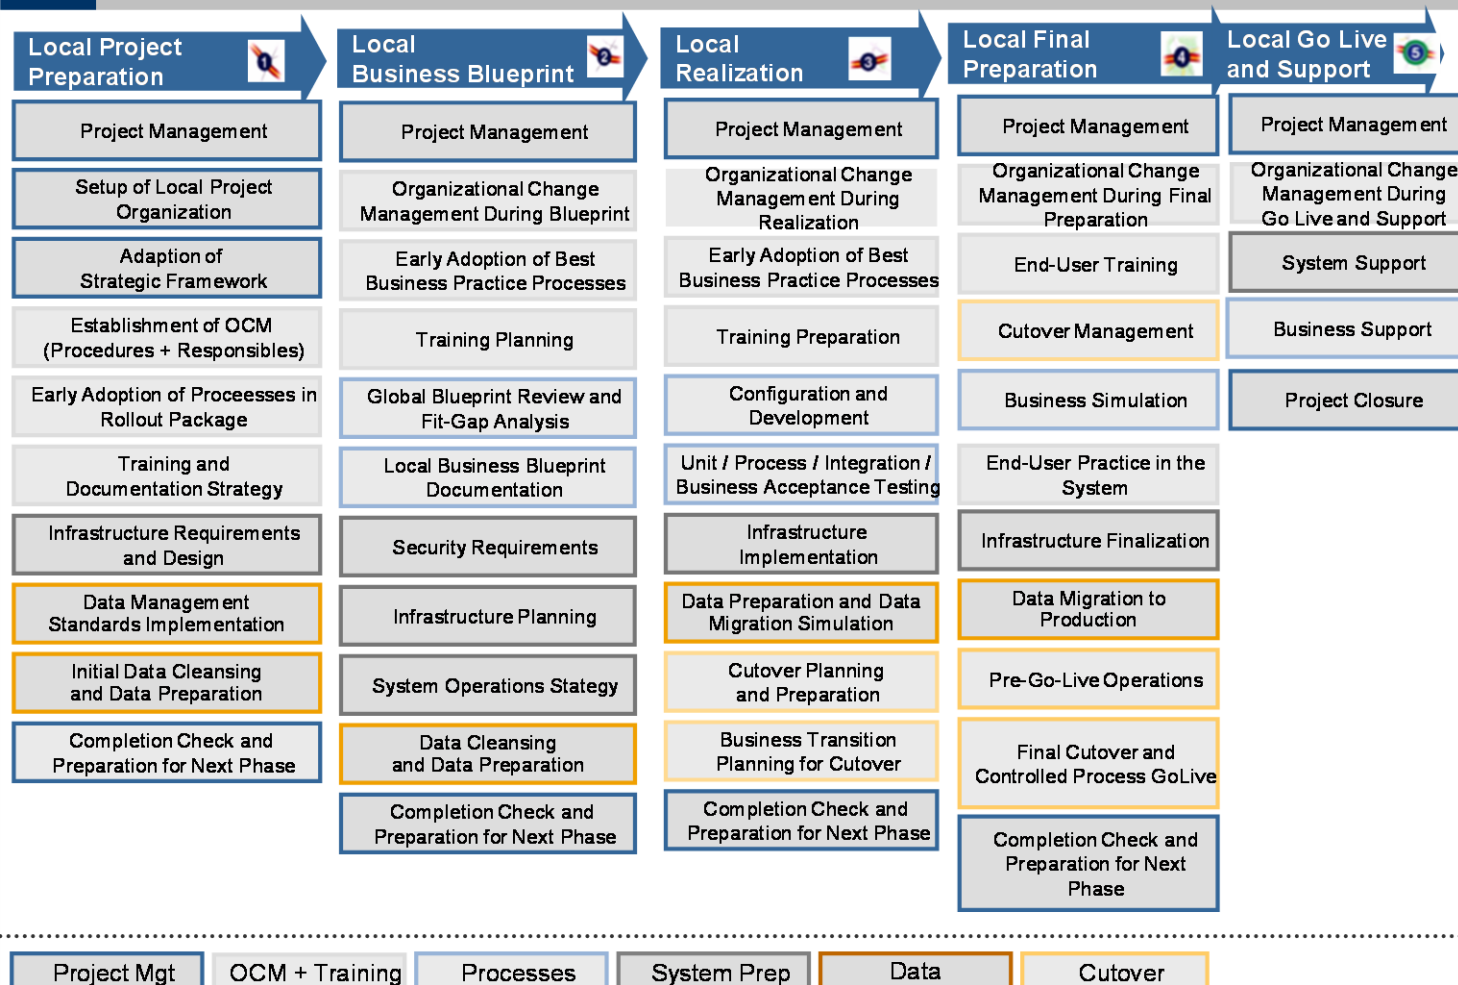 Local Project
Preparation
1
Project Management
Setup of Local Project
Organization
Adaption of
Strategic Framework
Establishment of OCM
(Procedures + Responsibles)
Early Adoption of Proceesses in
Rollout Package
Training and
Documentation Strategy
Infrastructure Requirements
and Design
Data Management
Standards Implementation
Initial Data Cleansing
and Data Preparation
Completion Check and
Preparation for Next Phase
Local
Business Blueprint
2
Project Management
Organizational Change
Management During Blueprint
Early Adoption of Best
Business Practice Processes
Training Planning
Global Blueprint Review and
Fit-Gap Analysis
Local Business Blueprint
Documentation
Security Requirements
Infrastructure Planning
System Operations Stategy
Data Cleansing
and Data Preparation
Completion Check and
Preparation for Next Phase
Local
Realization
3
Project Management
Organizational Change
Management During
Realization
Early Adoption of Best
Business Practice Processes
Training Preparation
Configuration and
Development
Unit / Process / Integration /
Business Acceptance Testing
Infrastructure
Implementation
Data Preparation and Data
Migration Simulation
Cutover Planning
and Preparation
Business Transition
Planning for Cutover
Completion Check and
Preparation for Next Phase
Local Final
Preparation
4
Project Management
Organizational Change
Management During Final
Preparation
End-User Training
Cutover Management
Business Simulation
End-User Practice in the
System
Infrastructure Finalization
Data Migration to
Production
Pre-Go-Live Operations
Final Cutover and
Controlled Process GoLive
Completion Check and
Preparation for Next
Phase
Local Go Live
and Support
5
Project Management
Organizational Change
Management During
Go Live and Support
System Support
Business Support
Project Closure
Project Mgt
OCM + Training
Processes
System Prep
Data
Cutover